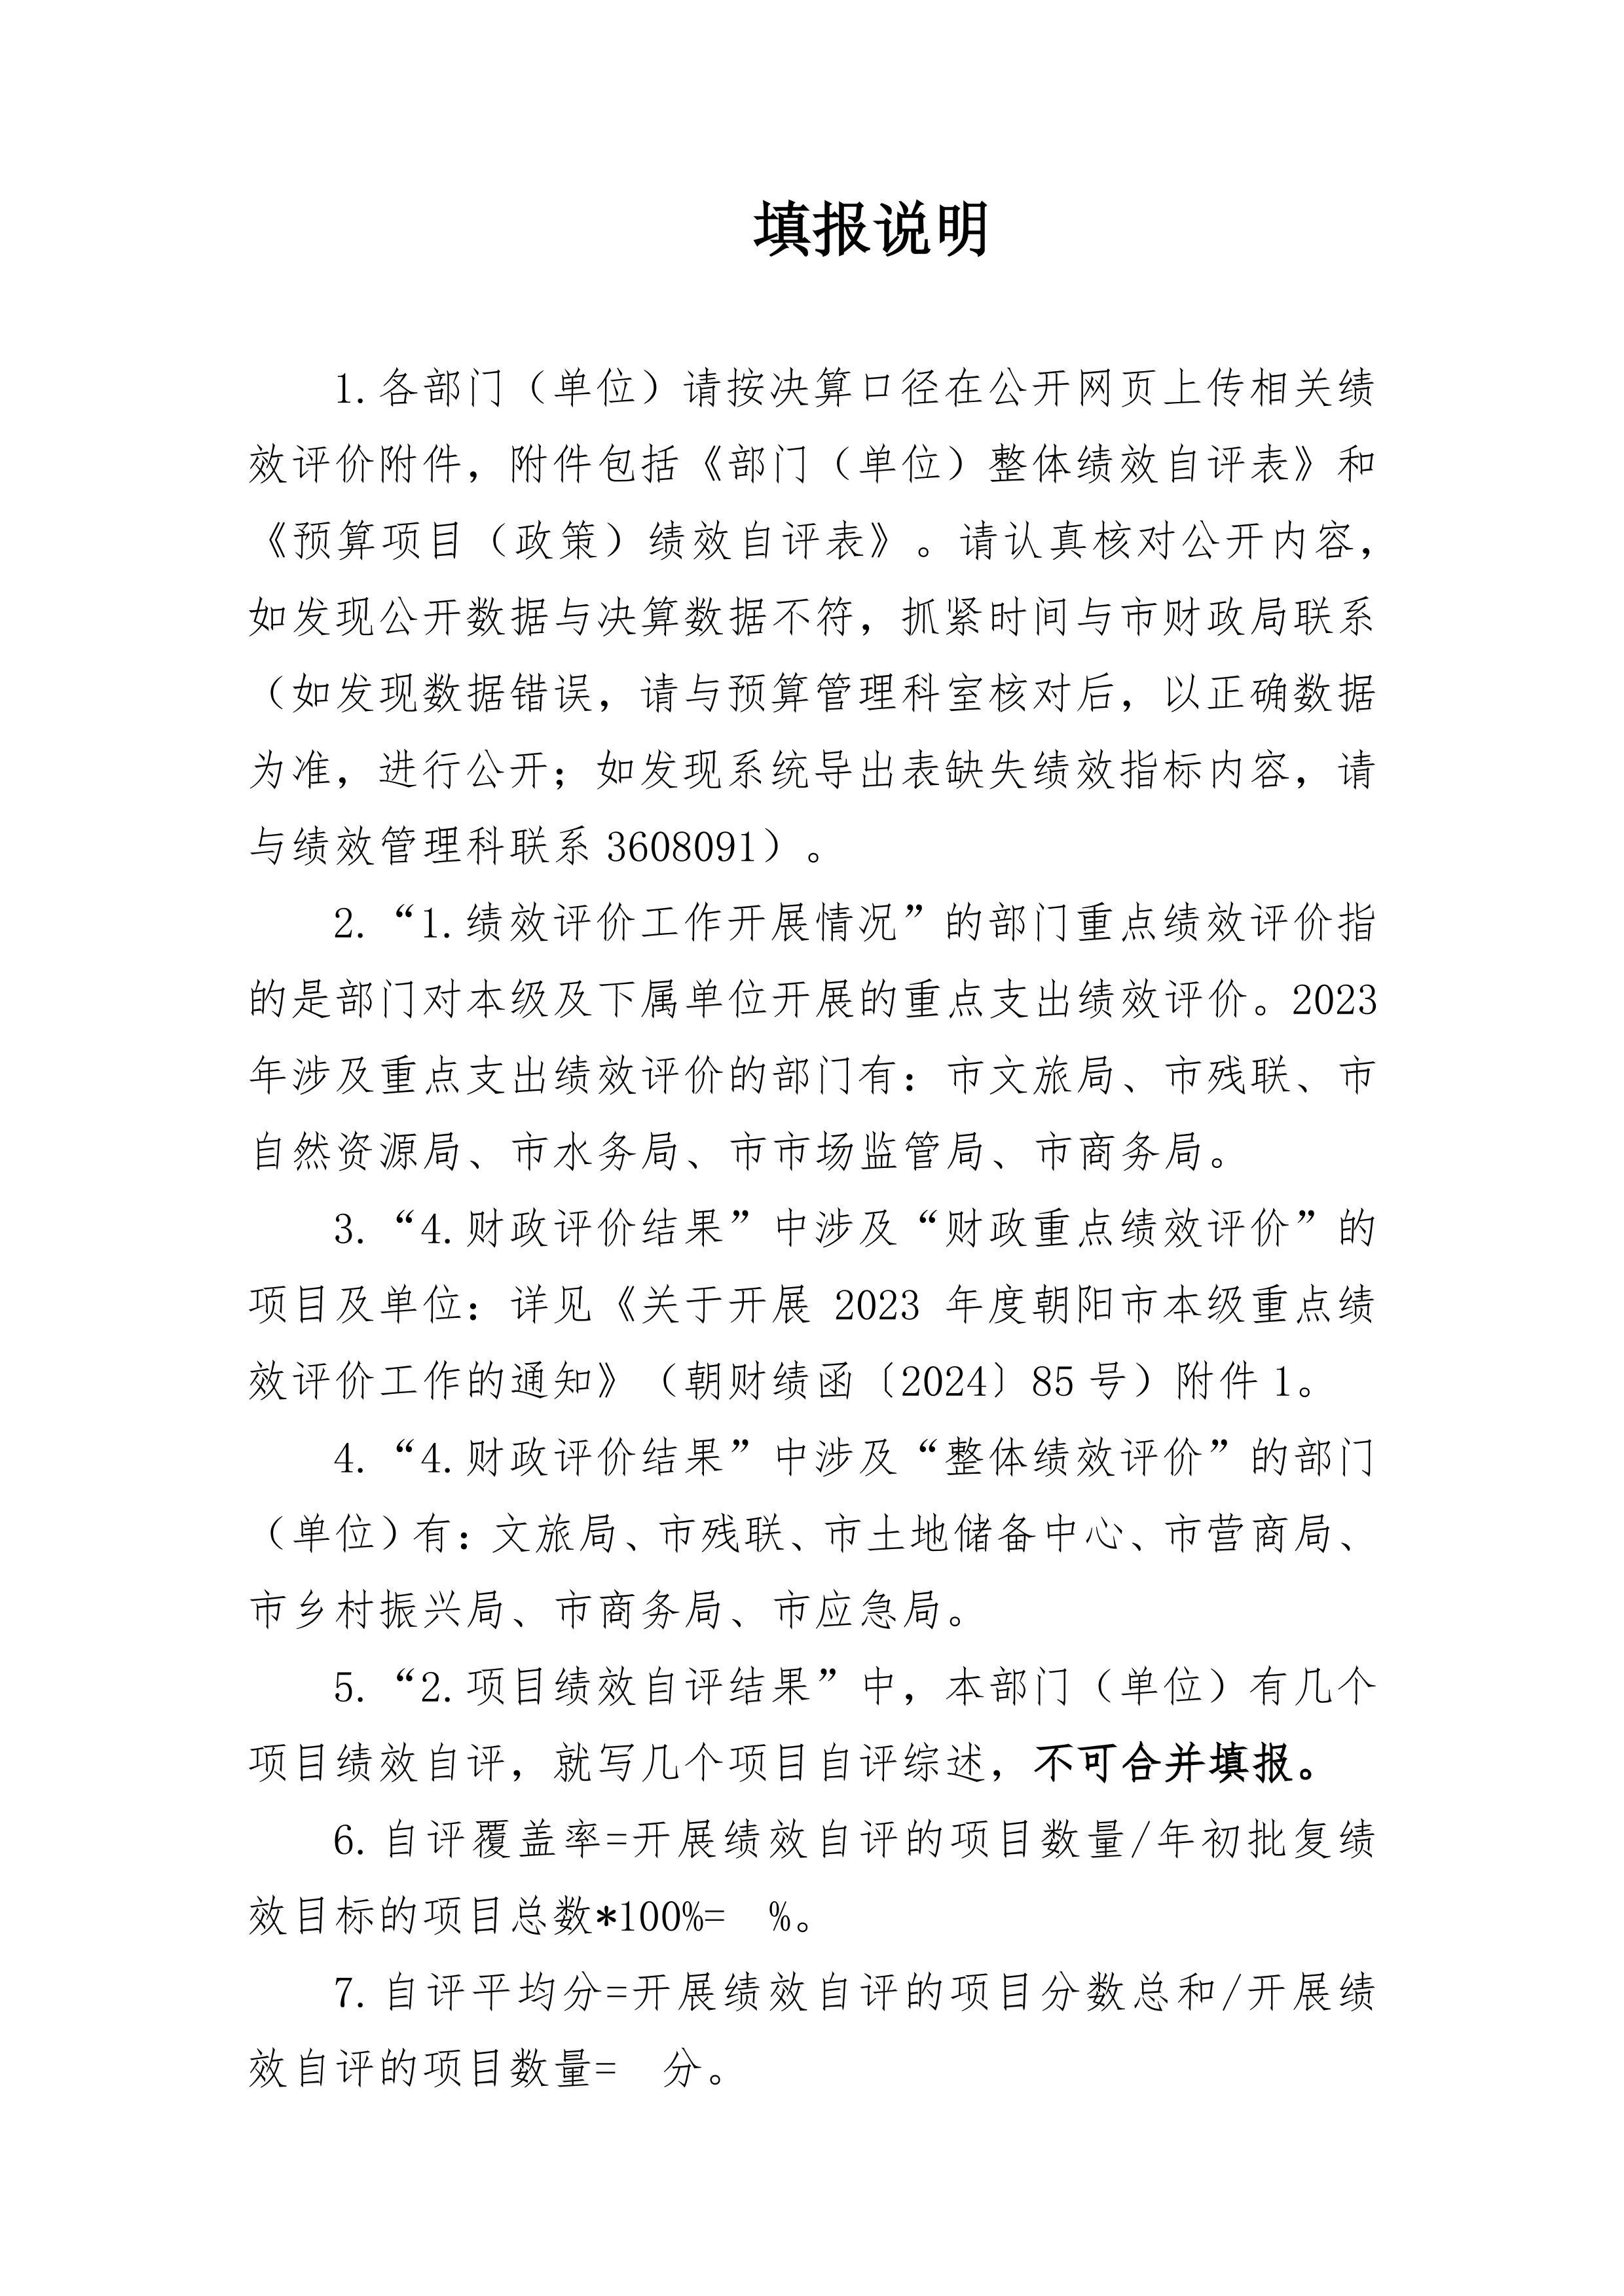 填报说明
1.各部门（单位）请按决算口径在公开网页上传相关绩
效评价附件，附件包括《部门（单位）整体绩效自评表》和
《预算项目（政策）绩效自评表》。请认真核对公开内容，
如发现公开数据与决算数据不符，抓紧时间与市财政局联系
（如发现数据错误，请与预算管理科室核对后，以正确数据
为准，进行公开；如发现系统导出表缺失绩效指标内容，请
与绩效管理科联系 3608091）。
2.“1.绩效评价工作开展情况”的部门重点绩效评价指
的是部门对本级及下属单位开展的重点支出绩效评价。2023
年涉及重点支出绩效评价的部门有：市文旅局、市残联、市
自然资源局、市水务局、市市场监管局、市商务局。
3.“4.财政评价结果”中涉及“财政重点绩效评价”的
项目及单位：详见《关于开展 2023 年度朝阳市本级重点绩
效评价工作的通知》（朝财绩函〔2024〕85 号）附件 1。
4.“4.财政评价结果”中涉及“整体绩效评价”的部门
（单位）有：文旅局、市残联、市土地储备中心、市营商局、
市乡村振兴局、市商务局、市应急局。
5.“2.项目绩效自评结果”中，本部门（单位）有几个
项目绩效自评，就写几个项目自评综述，不可合并填报。
6.自评覆盖率=开展绩效自评的项目数量/年初批复绩
效目标的项目总数*100%=  %。
7.自评平均分=开展绩效自评的项目分数总和/开展绩
效自评的项目数量=  分。